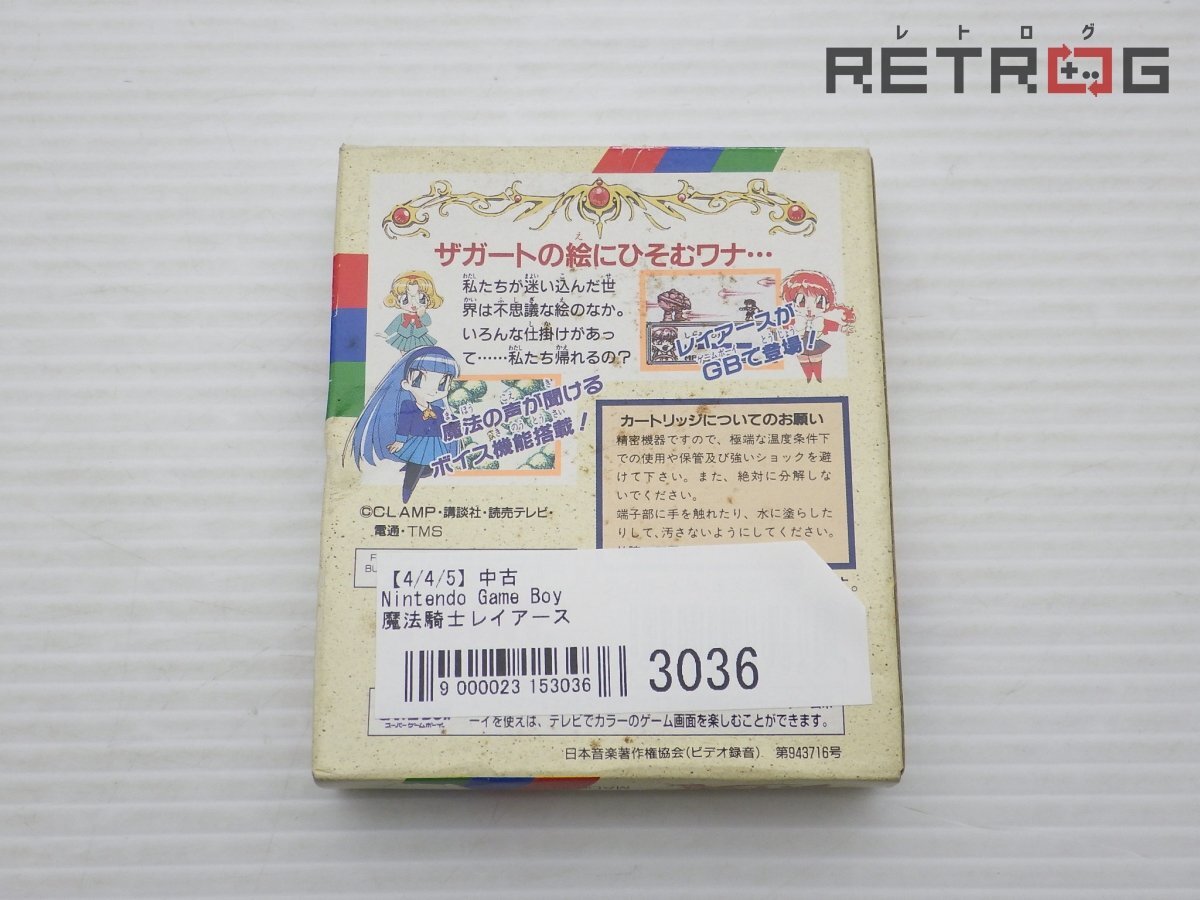 レトログ
RETROG
ザガートの絵にひそむワナ…
私たちが迷い込んだ世
界は不思議な絵のなか。
いろんな仕掛けがあっ
て……私たち帰れるの?
レイアースが
GBで登場!
魔法の声が聞ける
ボイス機能搭載!
カートリッジについてのお願い
精密機器ですので、極端な温度条件下
での使用や保管及び強いショックを避
けて下さい。また、絶対に分解しな
いでください。
端子部に手を触れたり、水に塗らした
りして、汚さないようにしてください。
©CLAMP・講談社・読売テレビ・
電通・TMS
【4/4/5】中古
Nintendo Game Boy
魔法騎士レイアース
9 000023 153036
3036
スーパーゲームボーイ
ーイを使えば、テレビでカラーのゲーム画面を楽しむことができます。
日本音楽著作権協会(ビデオ録音) 第943716号